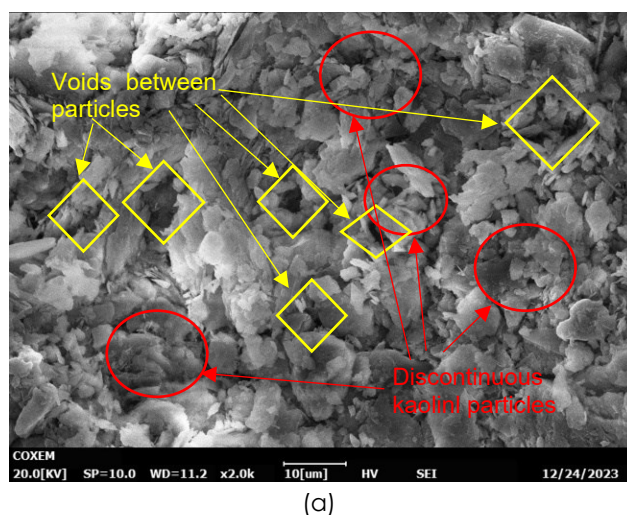 Voids between
particles
Discontinuous
kaolinl particles
COXEM
20.0[KV] SP=10.0 WD=11.2 x2.0k 10[um] HV SEI 12/24/2023
(a)